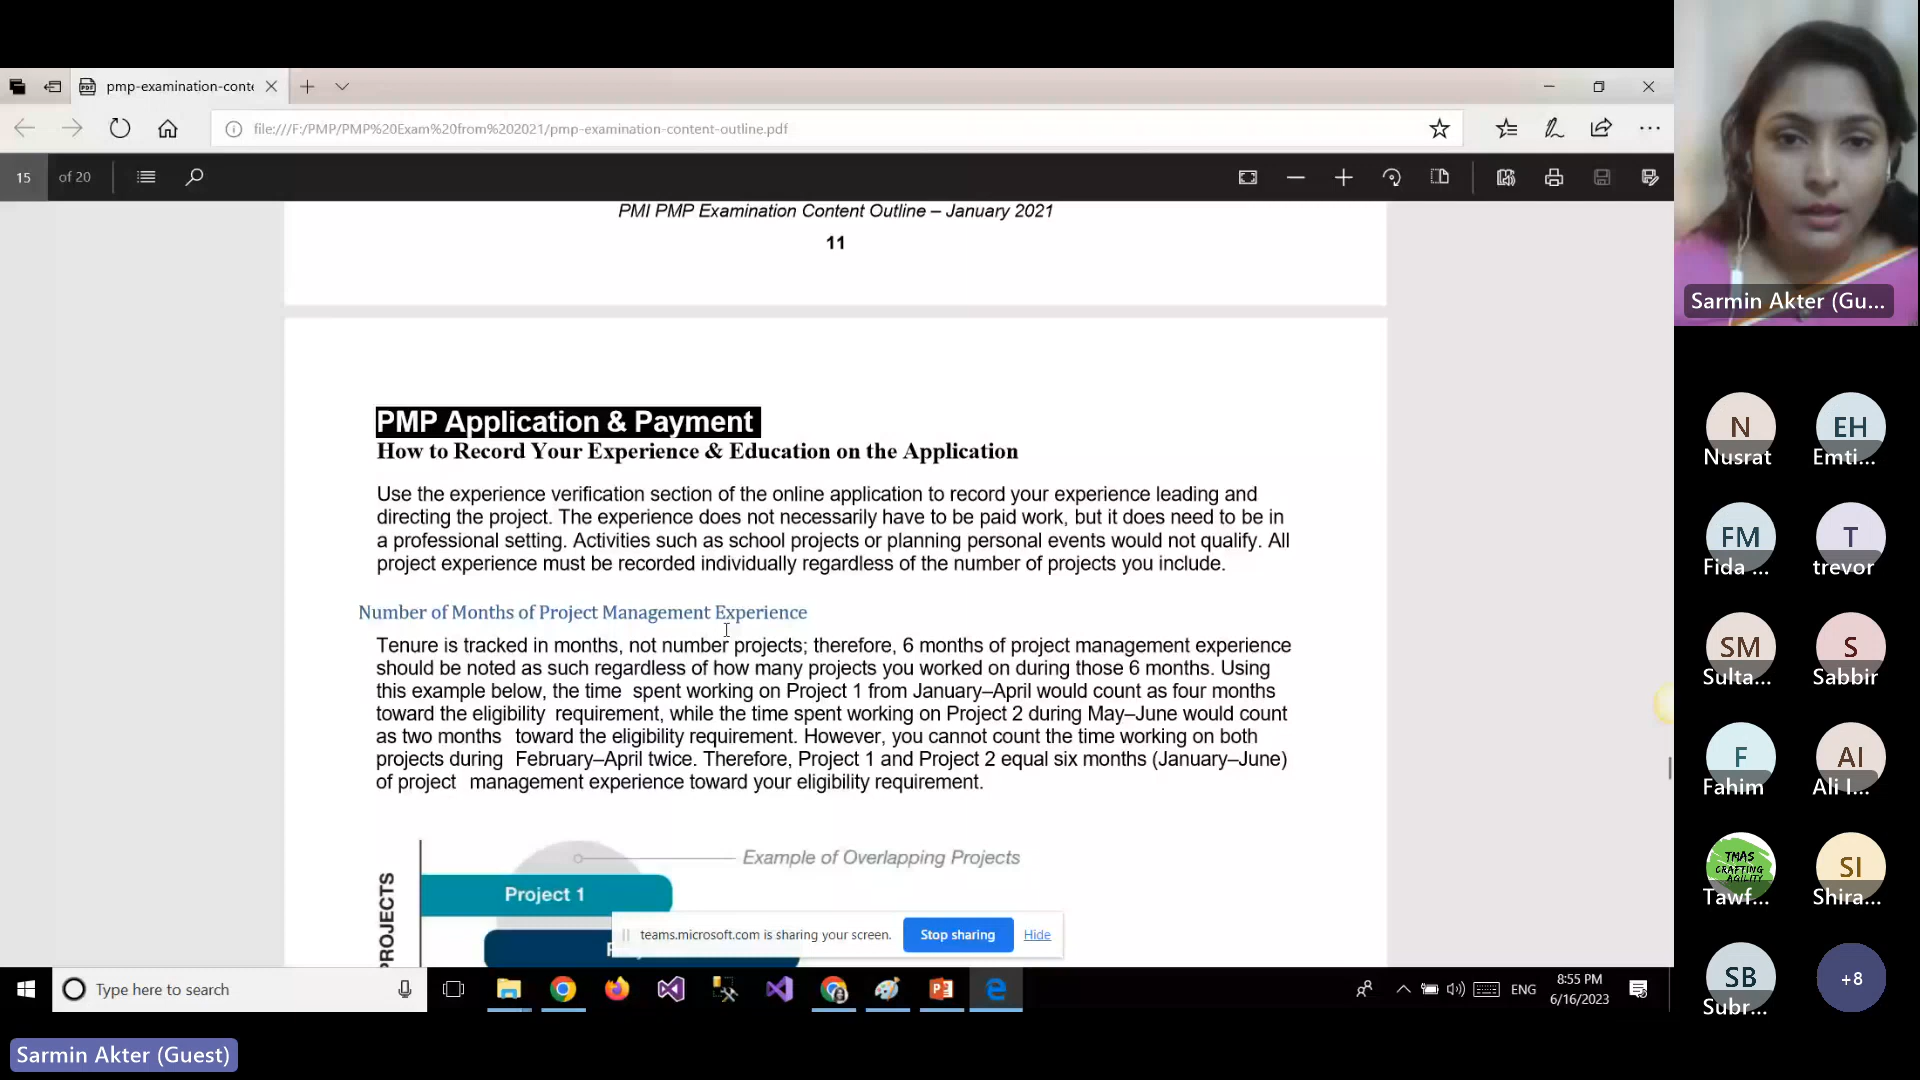 pmp-examination-conte
file:///F:/PMP/PMP%20Exam%20from%202021/pmp-examination-content-outline.pdf
15 of 20
PMI PMP Examination Content Outline – January 2021
11
PMP Application & Payment
How to Record Your Experience & Education on the Application
Use the experience verification section of the online application to record your experience leading and
directing the project. The experience does not necessarily have to be paid work, but it does need to be in
a professional setting. Activities such as school projects or planning personal events would not qualify. All
project experience must be recorded individually regardless of the number of projects you include.
Number of Months of Project Management Experience
Tenure is tracked in months, not number projects; therefore, 6 months of project management experience
should be noted as such regardless of how many projects you worked on during those 6 months. Using
this example below, the time spent working on Project 1 from January–April would count as four months
toward the eligibility requirement, while the time spent working on Project 2 during May–June would count
as two months toward the eligibility requirement. However, you cannot count the time working on both
projects during February–April twice. Therefore, Project 1 and Project 2 equal six months (January–June)
of project management experience toward your eligibility requirement.
Example of Overlapping Projects
PROJECTS
Project 1
teams.microsoft.com is sharing your screen.
Stop sharing
Hide
Type here to search
ENG
8:55 PM
6/16/2023
Sarmin Akter (Guest)
Sarmin Akter (Gu...
N
Nusrat
EH
Emti...
FM
Fida ...
T
trevor
SM
Sulta...
S
Sabbir
F
Fahim
AI
Ali I...
TMAS
CRAFTING
AGILITY
Tawf...
SI
Shira...
SB
Subr...
+8